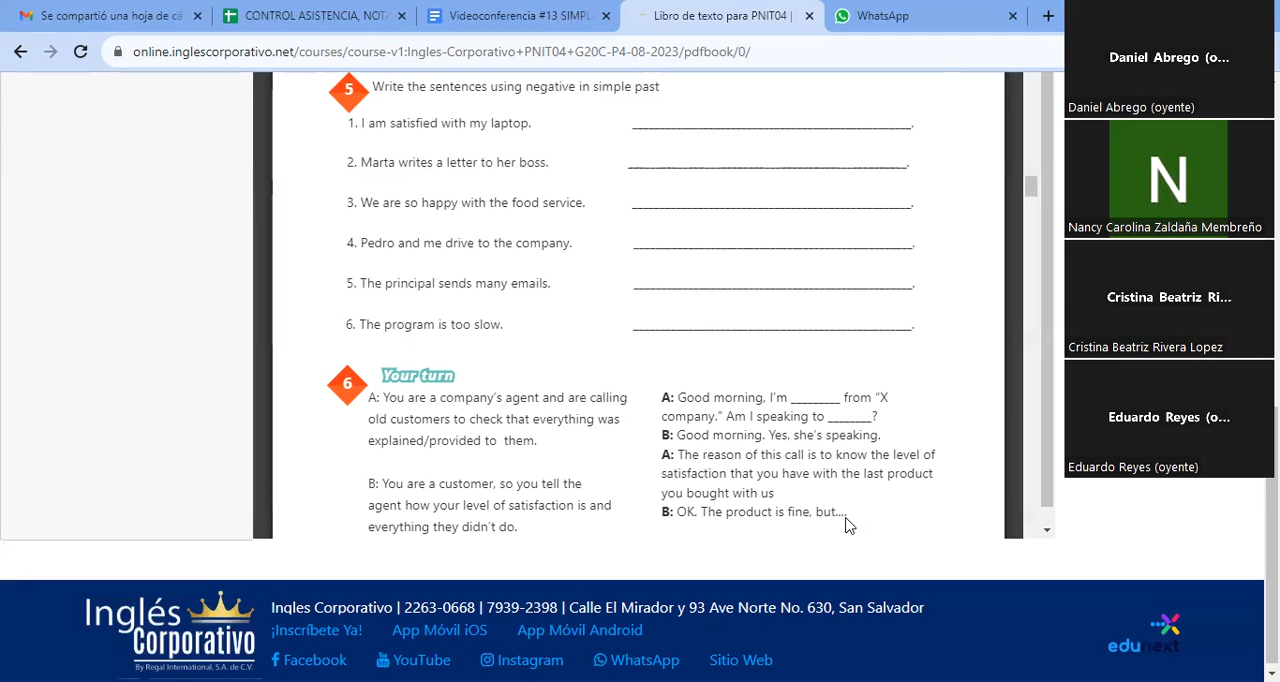 Se compartió una hoja de cá
CONTROL ASISTENCIA, NOTA
Videoconferencia #13 SIMPL
Libro de texto para PNIT04 |
WhatsApp
online.inglescorporativo.net/courses/course-v1:Ingles-Corporativo+PNIT04+G20C-P4-08-2023/pdfbook/0/
5 Write the sentences using negative in simple past
1. I am satisfied with my laptop. ____________________.
2. Marta writes a letter to her boss. ____________________.
3. We are so happy with the food service. ____________________.
4. Pedro and me drive to the company. ____________________.
5. The principal sends many emails. ____________________.
6. The program is too slow. ____________________.
6 Your turn
A: You are a company's agent and are calling
old customers to check that everything was
explained/provided to them.
B: You are a customer, so you tell the
agent how your level of satisfaction is and
everything they didn't do.
A: Good morning, I'm _________ from "X
company." Am I speaking to ________?
B: Good morning. Yes, she's speaking.
A: The reason of this call is to know the level of
satisfaction that you have with the last product
you bought with us
B: OK. The product is fine, but....
Daniel Abrego (o...
Daniel Abrego (oyente)
N
Nancy Carolina Zaldaña Membreño
Cristina Beatriz Ri...
Cristina Beatriz Rivera Lopez
Eduardo Reyes (o...
Eduardo Reyes (oyente)
Inglés
Corporativo
By Regal International, S.A. de C.V.
Ingles Corporativo | 2263-0668 | 7939-2398 | Calle El Mirador y 93 Ave Norte No. 630, San Salvador
¡Inscríbete Ya! App Móvil iOS App Móvil Android
Facebook YouTube Instagram WhatsApp Sitio Web
edunext